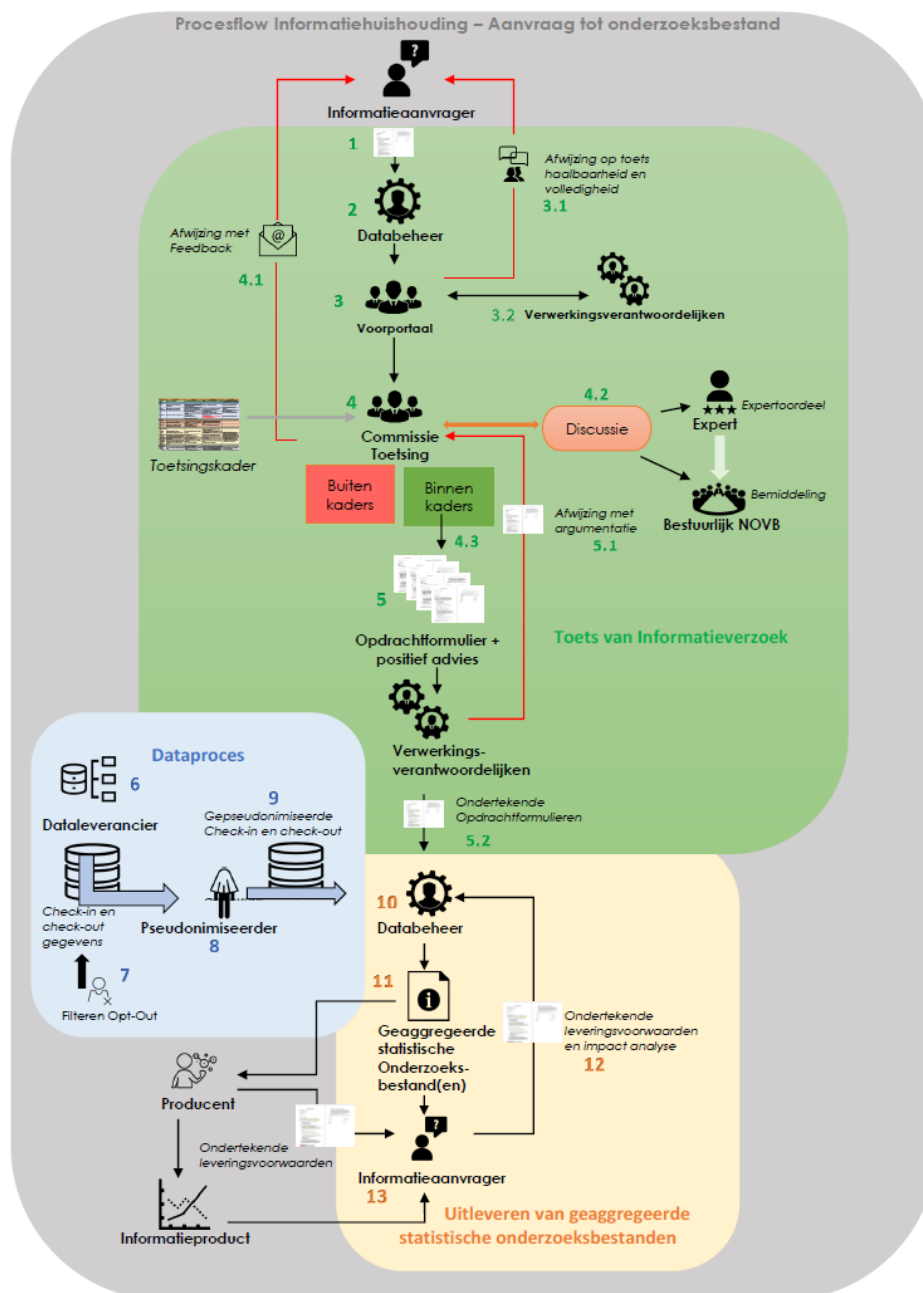 Procesflow Informatiehuishouding – Aanvraag tot onderzoeksbestand
?
Informatieaanvrager
1
Afwijzing op toets
haalbaarheid en
volledigheid
3.1
2
Databeheer
Afwijzing met
Feedback
@
4.1
3
Voorportaal
3.2
Verwerkingsverantwoordelijken
4
Commissie
Toetsing
Toetsingskader
4.2
Discussie
Expertoordeel
Expert
Bemiddeling
Bestuurlijk NOVB
Buiten
kaders
Binnen
kaders
Afwijzing met
argumentatie
5.1
4.3
5
Opdrachtformulier +
positief advies
Toets van Informatieverzoek
Verwerkings-
verantwoordelijken
Ondertekende
Opdrachtformulieren
5.2
Dataproces
6
Dataleverancier
9
Gepseudonimiseerde
Check-in en check-out
Check-in en
check-out
gegevens
Pseudonimiseerder
8
7
Filteren Opt-Out
10
Databeheer
11
i
Geaggregeerde
statistische
Onderzoeks-
bestand(en)
Ondertekende
leveringsvoorwaarden
en impact analyse
12
Producent
Ondertekende
leveringsvoorwaarden
?
Informatieaanvrager
13
Informatieproduct
Uitleveren van geaggregeerde
statistische onderzoeksbestanden